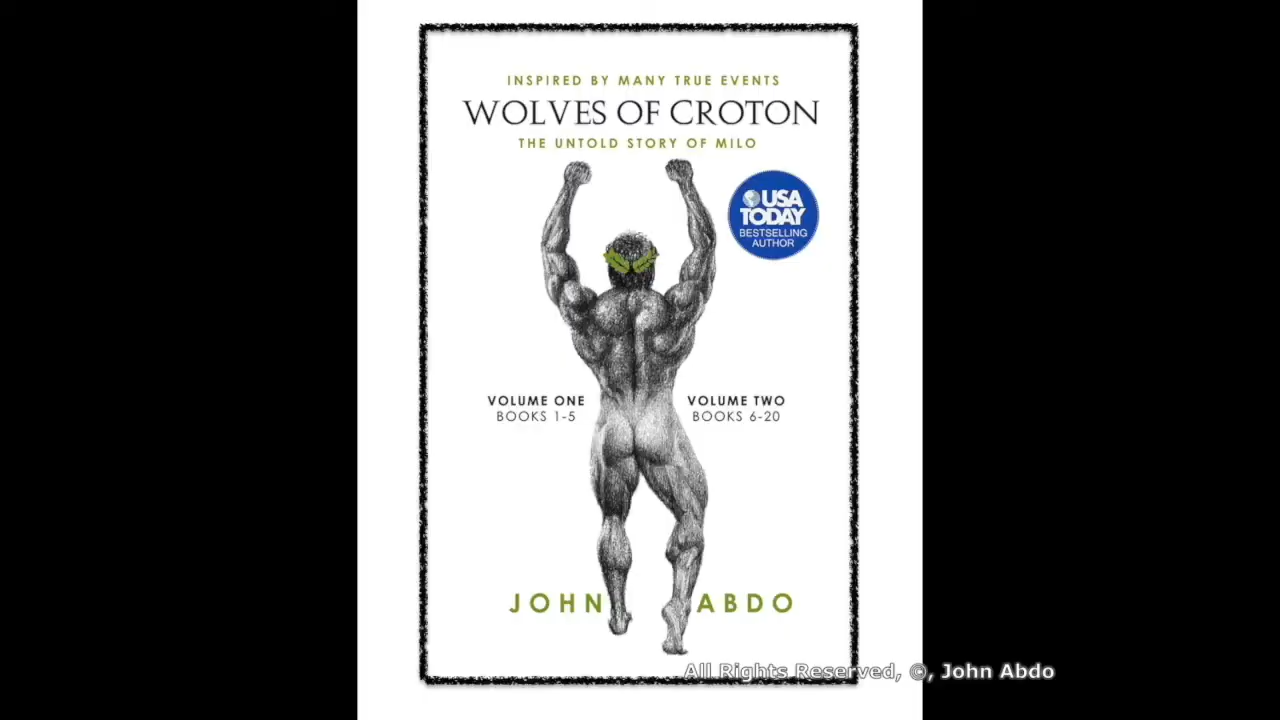 INSPIRED BY MANY TRUE EVENTS
WOLVES OF CROTON
THE UNTOLD STORY OF MILO
USA
TODAY
BESTSELLING
AUTHOR
VOLUME ONE
BOOKS 1-5
VOLUME TWO
BOOKS 6-20
JOHN ABDO
All Rights Reserved, ©, John Abdo